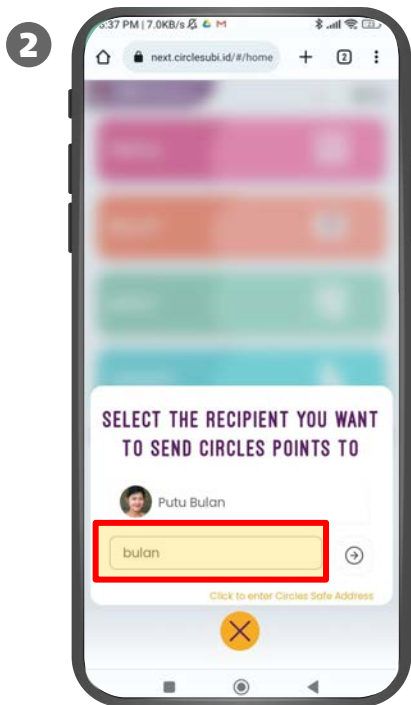 2
5:37 PM | 7.0KB/s
next.circlesubi.id/#/home
2
SELECT THE RECIPIENT YOU WANT
TO SEND CIRCLES POINTS TO
Putu Bulan
bulan
Click to enter Circles Safe Address